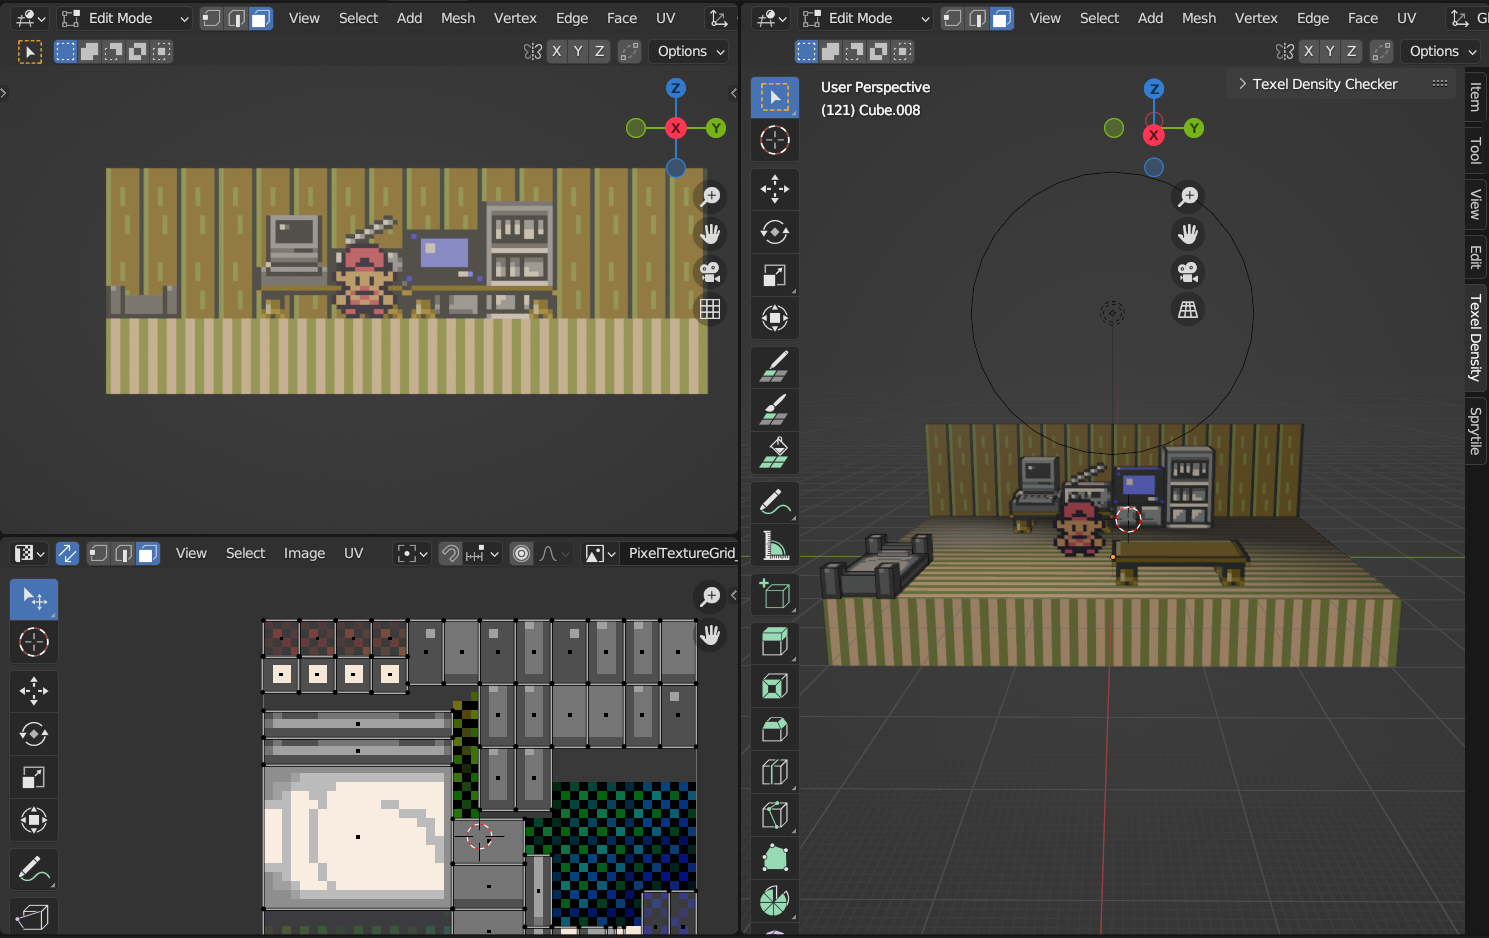 Edit Mode View Select Add Mesh Vertex Edge Face UV
X Y Z Options
Z
X
Y
Edit Mode View Select Add Mesh Vertex Edge Face UV
X Y Z Options
User Perspective
(121) Cube.008
Texel Density Checker
Z
X
Y
Item
Tool
View
Edit
Texel Density
Sprytile
View Select Image UV PixelTextureGrid_